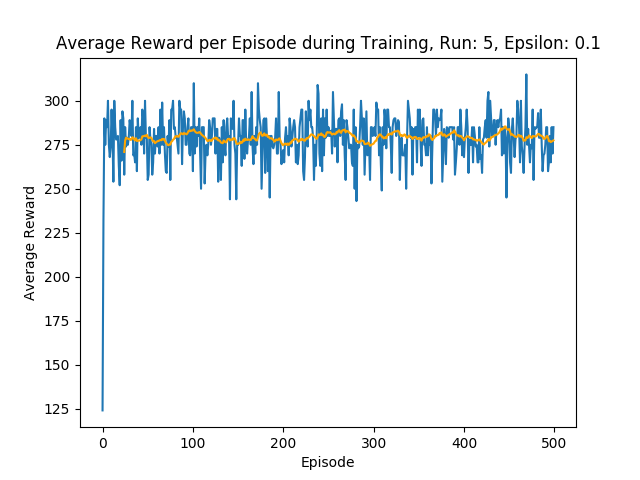 Average Reward per Episode during Training, Run: 5, Epsilon: 0.1
Average Reward
300
275
250
225
200
175
150
125
0 100 200 300 400 500
Episode